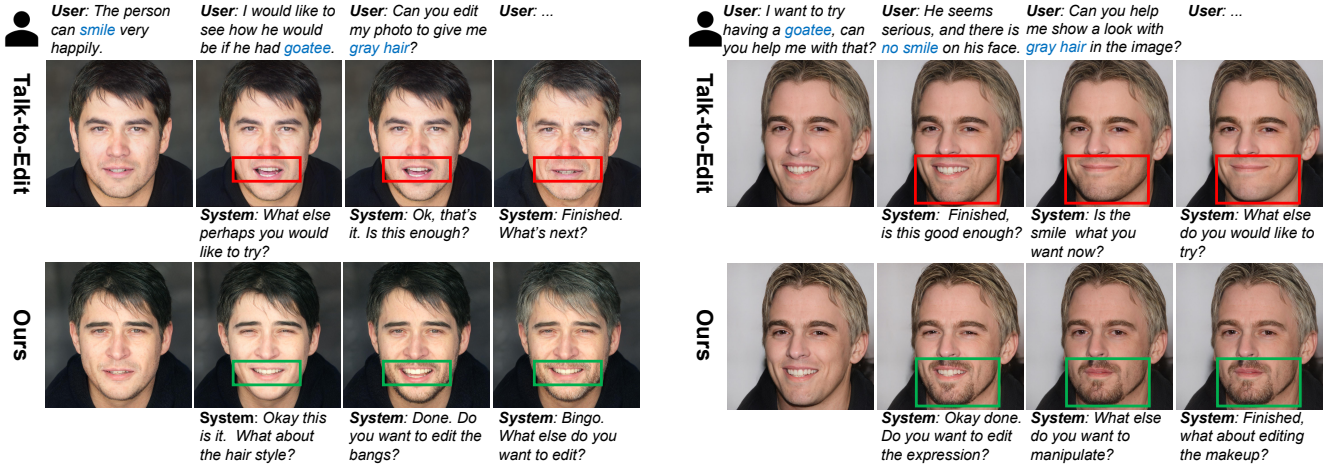 User: The person
can smile very
happily.
User: I would like to
see how he would
be if he had goatee.
User: Can you edit
my photo to give me
gray hair?
User: ...
Talk-to-Edit
System: What else
perhaps you would
like to try?
System: Ok, that's
it. Is this enough?
System: Finished.
What's next?
Ours
System: Okay this
is it. What about
the hair style?
System: Done. Do
you want to edit the
bangs?
System: Bingo.
What else do you
want to edit?
User: I want to try
having a goatee, can
you help me with that?
User: He seems
serious, and there is
no smile on his face.
User: Can you help
me show a look with
gray hair in the image?
User: ...
Talk-to-Edit
System: Finished,
is this good enough?
System: Is the
smile what you
want now?
System: What else
do you would like to
try?
Ours
System: Okay done.
Do you want to edit
the expression?
System: What else
do you want to
manipulate?
System: Finished,
what about editing
the makeup?